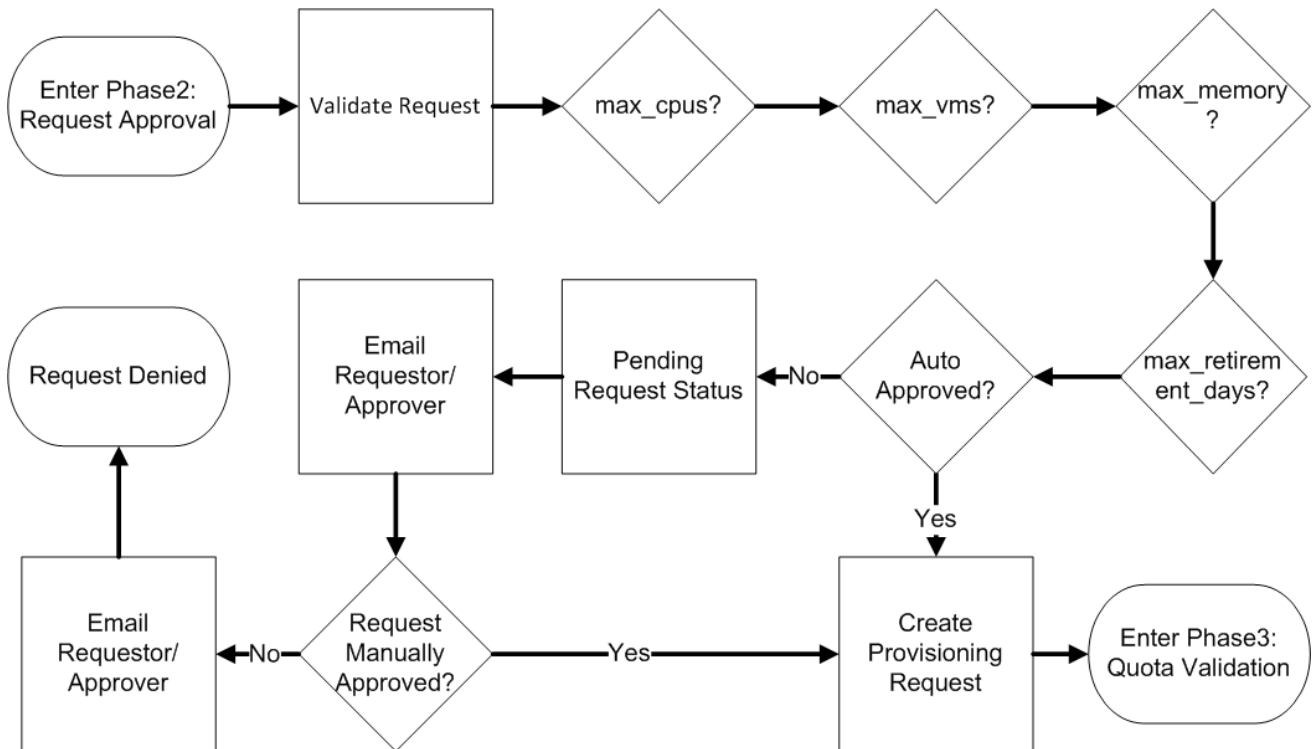 Enter Phase2:
Request Approval
Validate Request
max_cpus?
max_vms?
max_memory
?
Request Denied
Email
Requestor/
Approver
Pending
Request Status
No
Auto
Approved?
max_retirem
ent_days?
Yes
Email
Requestor/
Approver
No
Request
Manually
Approved?
Yes
Create
Provisioning
Request
Enter Phase3:
Quota Validation